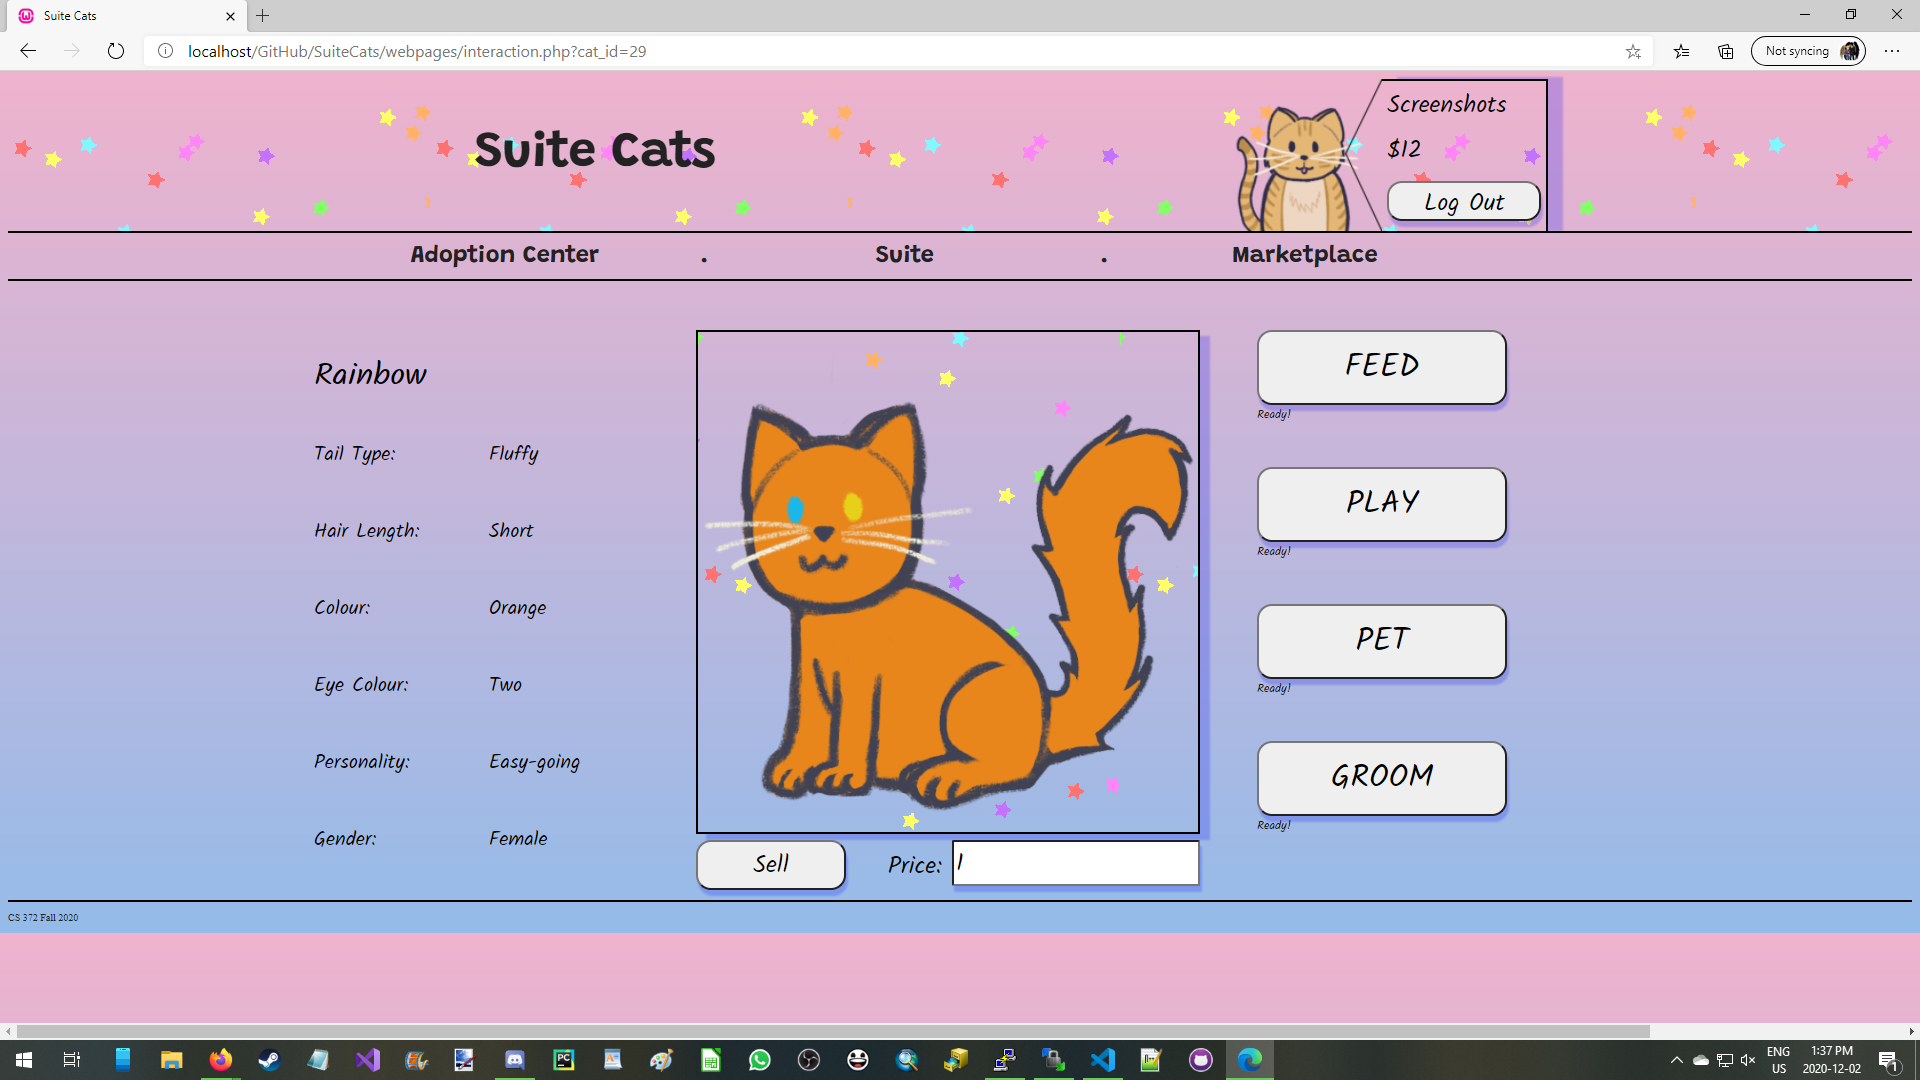 Suite Cats
localhost/GitHub/SuiteCats/webpages/interaction.php?cat_id=29
Not syncing
Suite Cats
Screenshots
$12
Log Out
Adoption Center . Suite . Marketplace
Rainbow
Tail Type: Fluffy
Hair Length: Short
Colour: Orange
Eye Colour: Two
Personality: Easy-going
Gender: Female
FEED
Ready!
PLAY
Ready!
PET
Ready!
GROOM
Ready!
Sell Price: 1
CS 372 Fall 2020
ENG
US
1:37 PM
2020-12-02
1